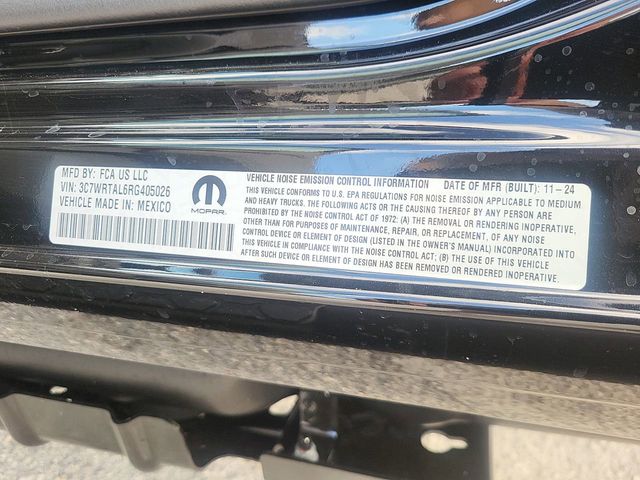 MFD BY: FCA US LLC
VIN: 3C7WRTAL6RG405026
VEHICLE MADE IN: MEXICO
MOPAR
VEHICLE NOISE EMISSION CONTROL INFORMATION DATE OF MFR (BUILT): 11-24
THIS VEHICLE CONFORMS TO U.S. EPA REGULATIONS FOR NOISE EMISSION APPLICABLE TO MEDIUM
AND HEAVY TRUCKS. THE FOLLOWING ACTS OR THE CAUSING THEREOF BY ANY PERSON ARE
PROHIBITED BY THE NOISE CONTROL ACT OF 1972: (A) THE REMOVAL OR RENDERING INOPERATIVE,
OTHER THAN FOR PURPOSES OF MAINTENANCE, REPAIR, OR REPLACEMENT, OF ANY NOISE
CONTROL DEVICE OR ELEMENT OF DESIGN (LISTED IN THE OWNER'S MANUAL) INCORPORATED INTO
THIS VEHICLE IN COMPLIANCE WITH THE NOISE CONTROL ACT; (B) THE USE OF THIS VEHICLE
AFTER SUCH DEVICE OR ELEMENT OF DESIGN HAS BEEN REMOVED OR RENDERED INOPERATIVE.